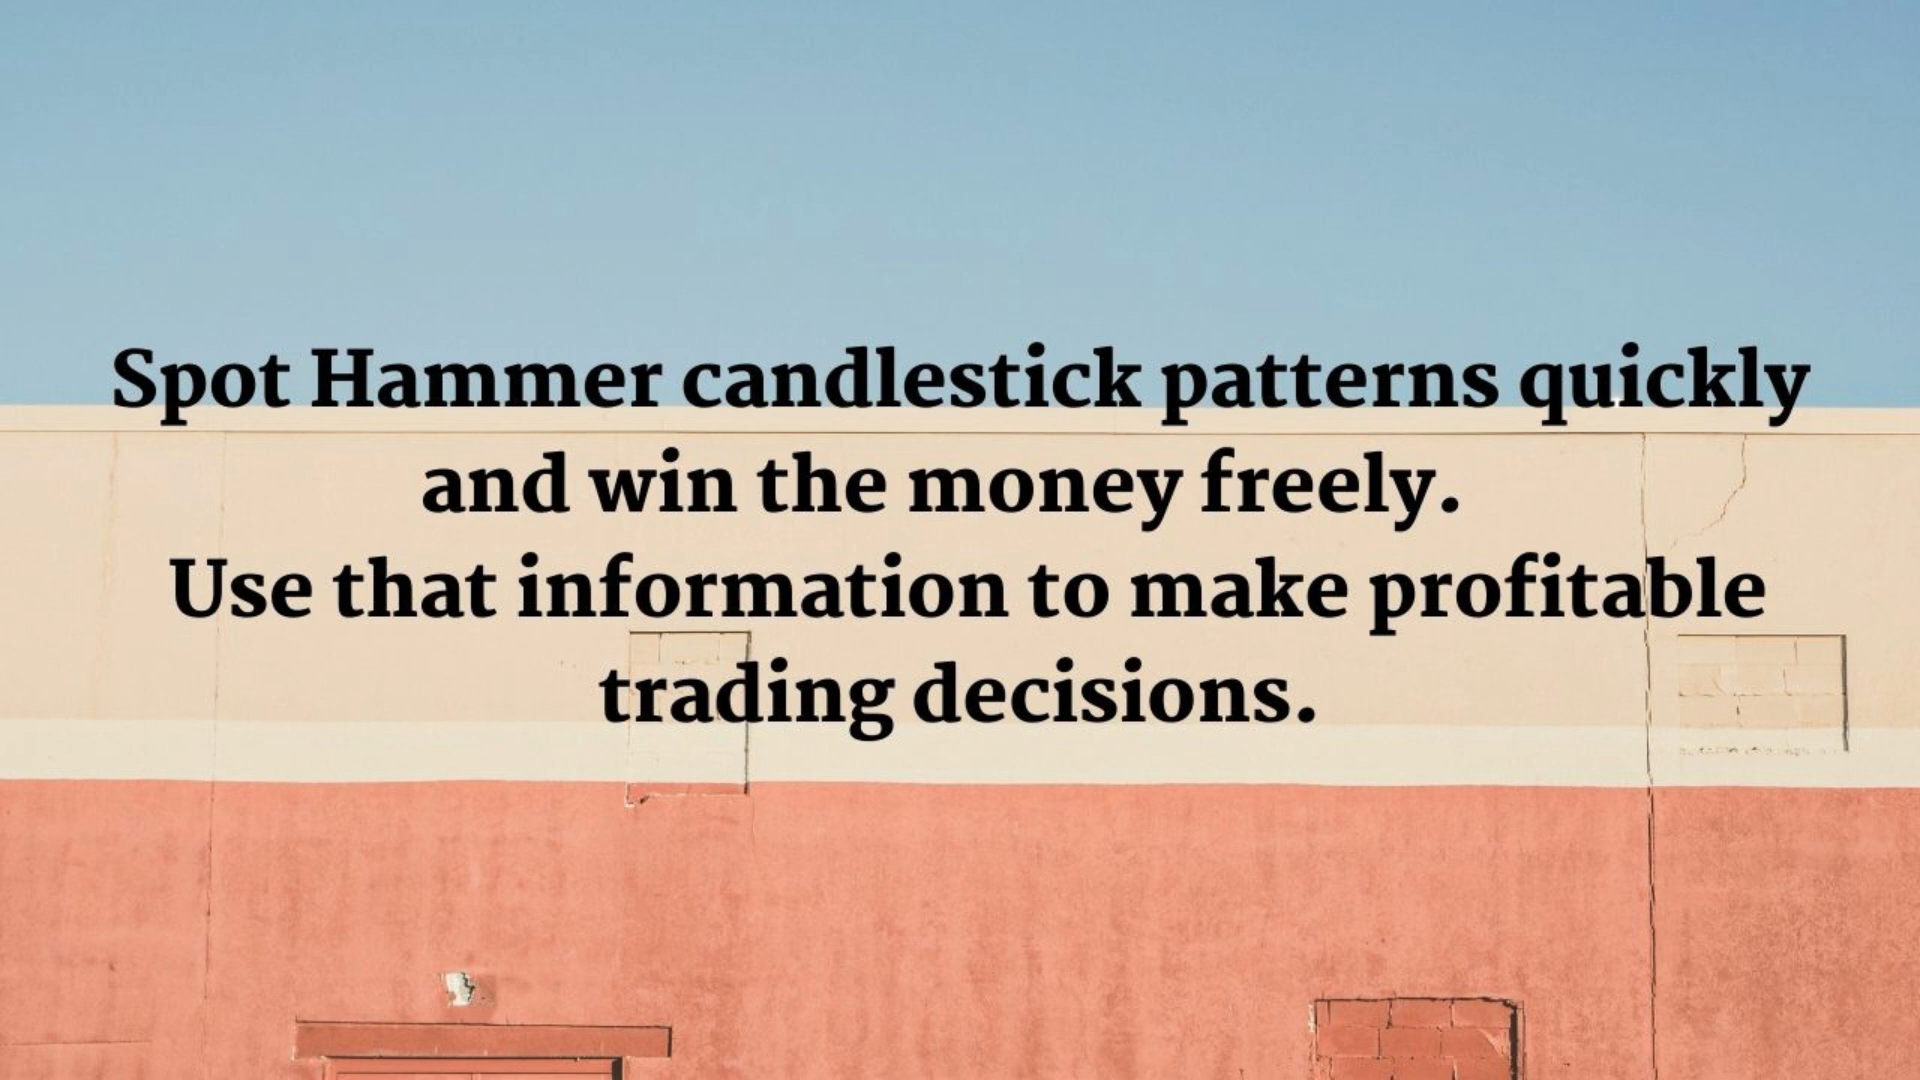 Spot Hammer candlestick patterns quickly
and win the money freely.
Use that information to make profitable
trading decisions.